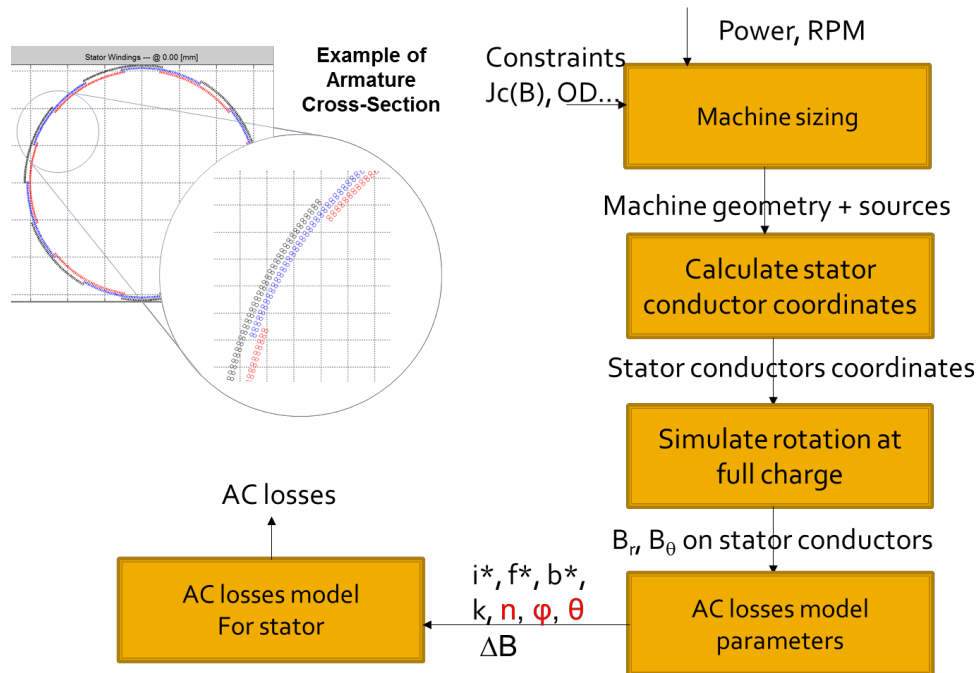 Stator Windings --- @ 0.00 [mm]
Example of
Armature
Cross-Section
Power, RPM
Constraints
Jc(B), OD...
Machine sizing
Machine geometry + sources
Calculate stator
conductor coordinates
Stator conductors coordinates
Simulate rotation at
full charge
Br, Bθ on stator conductors
AC losses model
parameters
i*, f*, b*,
k, n, φ, θ
ΔB
AC losses model
For stator
AC losses